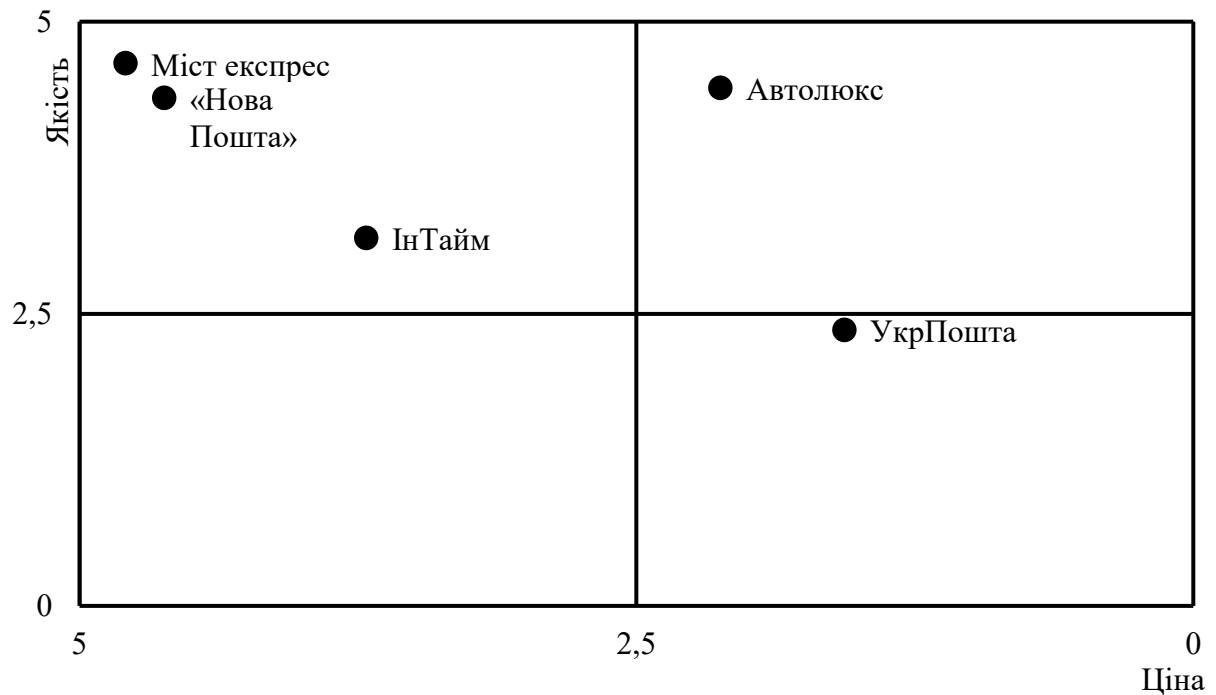 5
Якість
Міст експрес
«Нова
Пошта»
Автолюкс
ІнТайм
2,5
УкрПошта
0
5
2,5
0
Ціна